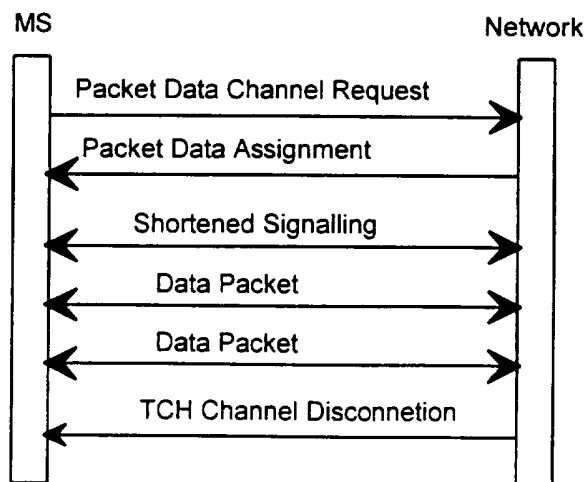 MS
Network
Packet Data Channel Request
Packet Data Assignment
Shortened Signalling
Data Packet
Data Packet
TCH Channel Disconnetion